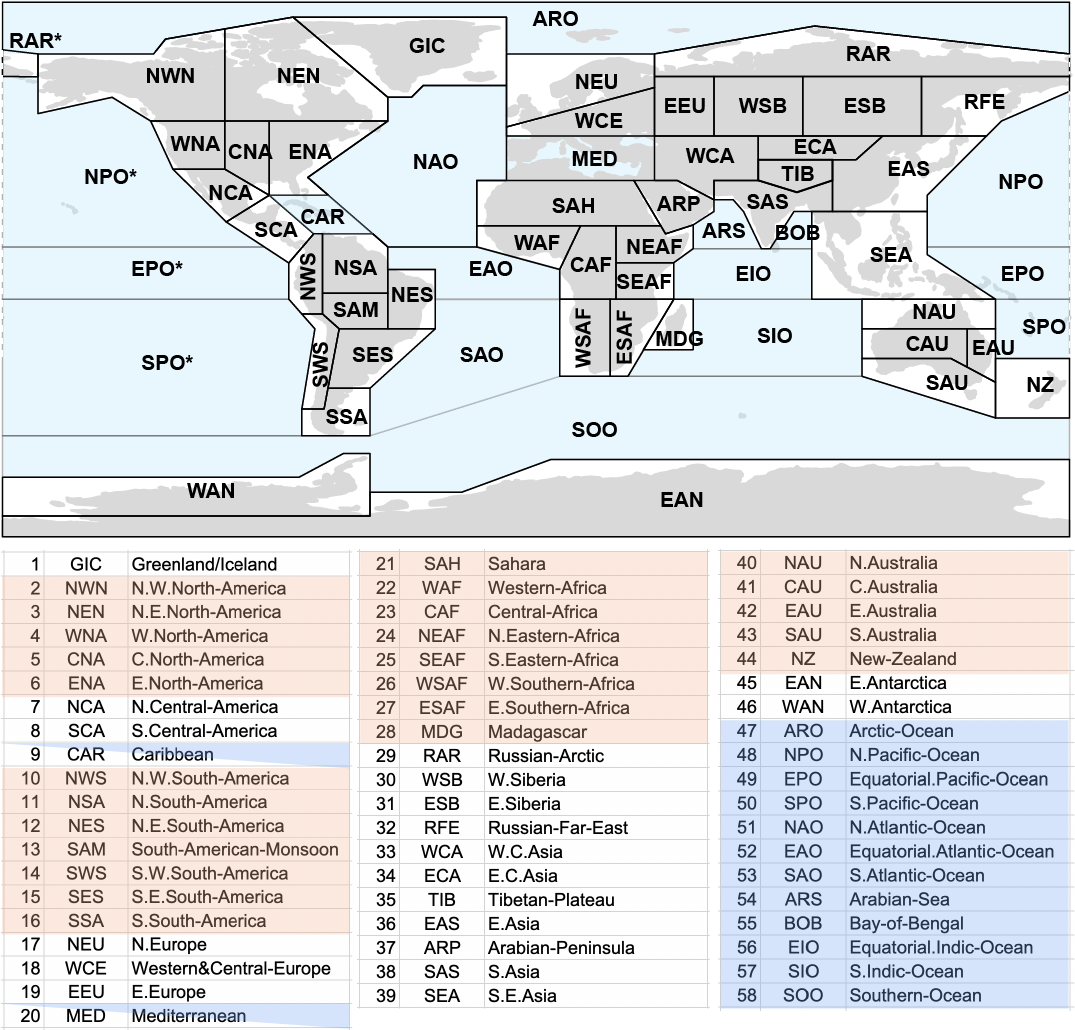 ARO
RAR*
GIC
RAR
NWN
NEN
NEU
EEU
WSB
ESB
RFE
WCE
WNA
CNA
ENA
NAO
MED
WCA
ECA
TIB
EAS
NPO*
NPO
NCA
CAR
SAH
ARP
SAS
SCA
WAF
NEAF
ARS
BOB
SEA
EPO*
NWS
NSA
EAO
CAF
SEAF
EIO
EPO
NES
SAM
NAU
SPO
SPO*
SWS
SES
SAO
WSAF
ESAF
MDG
SIO
CAU
EAU
SAU
NZ
SSA
SOO
WAN
EAN
1 GIC Greenland/Iceland
2 NWN N.W.North-America
3 NEN N.E.North-America
4 WNA W.North-America
5 CNA C.North-America
6 ENA E.North-America
7 NCA N.Central-America
8 SCA S.Central-America
9 CAR Caribbean
10 NWS N.W.South-America
11 NSA N.South-America
12 NES N.E.South-America
13 SAM South-American-Monsoon
14 SWS S.W.South-America
15 SES S.E.South-America
16 SSA S.South-America
17 NEU N.Europe
18 WCE Western&Central-Europe
19 EEU E.Europe
20 MED Mediterranean
21 SAH Sahara
22 WAF Western-Africa
23 CAF Central-Africa
24 NEAF N.Eastern-Africa
25 SEAF S.Eastern-Africa
26 WSAF W.Southern-Africa
27 ESAF E.Southern-Africa
28 MDG Madagascar
29 RAR Russian-Arctic
30 WSB W.Siberia
31 ESB E.Siberia
32 RFE Russian-Far-East
33 WCA W.C.Asia
34 ECA E.C.Asia
35 TIB Tibetan-Plateau
36 EAS E.Asia
37 ARP Arabian-Peninsula
38 SAS S.Asia
39 SEA S.E.Asia
40 NAU N.Australia
41 CAU C.Australia
42 EAU E.Australia
43 SAU S.Australia
44 NZ New-Zealand
45 EAN E.Antarctica
46 WAN W.Antarctica
47 ARO Arctic-Ocean
48 NPO N.Pacific-Ocean
49 EPO Equatorial.Pacific-Ocean
50 SPO S.Pacific-Ocean
51 NAO N.Atlantic-Ocean
52 EAO Equatorial.Atlantic-Ocean
53 SAO S.Atlantic-Ocean
54 ARS Arabian-Sea
55 BOB Bay-of-Bengal
56 EIO Equatorial.Indic-Ocean
57 SIO S.Indic-Ocean
58 SOO Southern-Ocean